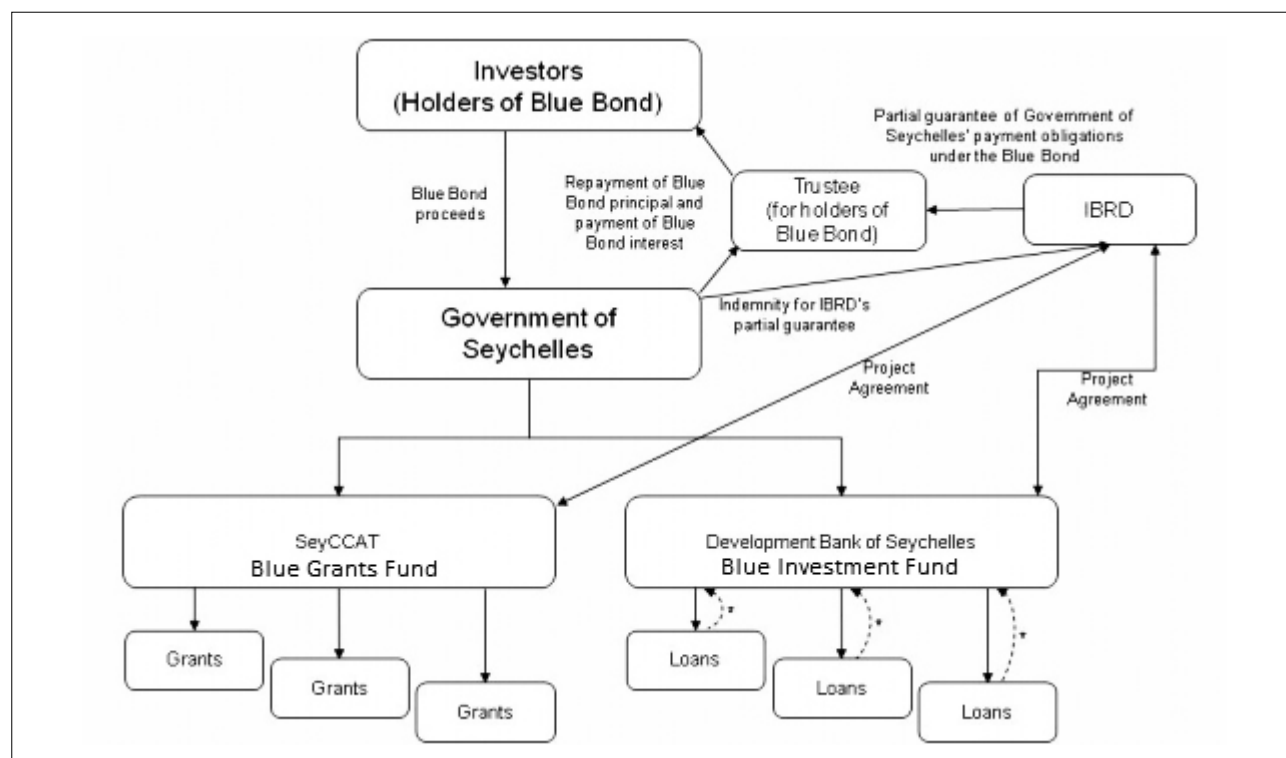 Investors
(Holders of Blue Bond)
Partial guarantee of Government of
Seychelles' payment obligations
under the Blue Bond
Blue Bond
proceeds
Repayment of Blue
Bond principal and
payment of Blue
Bond interest
Trustee
(for holders of
Blue Bond)
IBRD
Government of
Seychelles
Indemnity for IBRD's
partial guarantee
Project
Agreement
Project
Agreement
SeyCCAT
Blue Grants Fund
Development Bank of Seychelles
Blue Investment Fund
*
*
*
Grants
Grants
Grants
Loans
Loans
Loans